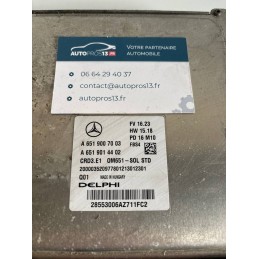 AUTOPROS13.FR
VOTRE PARTENAIRE
AUTOMOBILE
06 64 29 40 37
contact@autopros13.fr
autopros13.fr
FV 16.23
HW 15.16
PD 16 M10
FBS4
A 651 900 70 03
A 651 901 44 02
CRD3.E1 OM651-SOL STD
Q01 MADE IN HUNGARY
DELPHI
28553006AZ711FC2